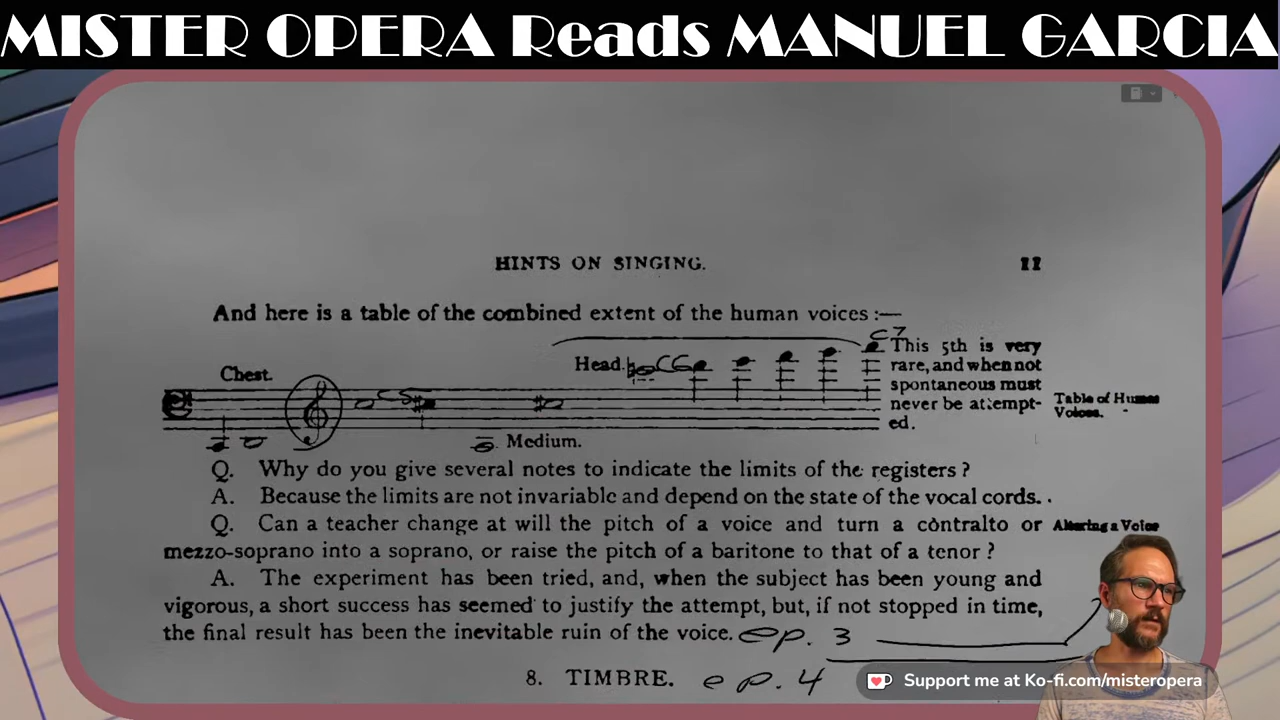 MISTER OPERA Reads MANUEL GARCIA
HINTS ON SINGING.
11
And here is a table of the combined extent of the human voices :—
C7
This 5th is very
rare, and when not
spontaneous must
never be attempt-
ed.
Head.
C6
Chest.
C5
Medium.
Table of Human
Voices.
Q. Why do you give several notes to indicate the limits of the registers ?
A. Because the limits are not invariable and depend on the state of the vocal cords.
Q. Can a teacher change at will the pitch of a voice and turn a contralto or
Altering a Voice
mezzo-soprano into a soprano, or raise the pitch of a baritone to that of a tenor ?
A. The experiment has been tried, and, when the subject has been young and
vigorous, a short success has seemed to justify the attempt, but, if not stopped in time,
the final result has been the inevitable ruin of the voice. ep. 3
8. TIMBRE. ep. 4
Support me at Ko-fi.com/misteropera